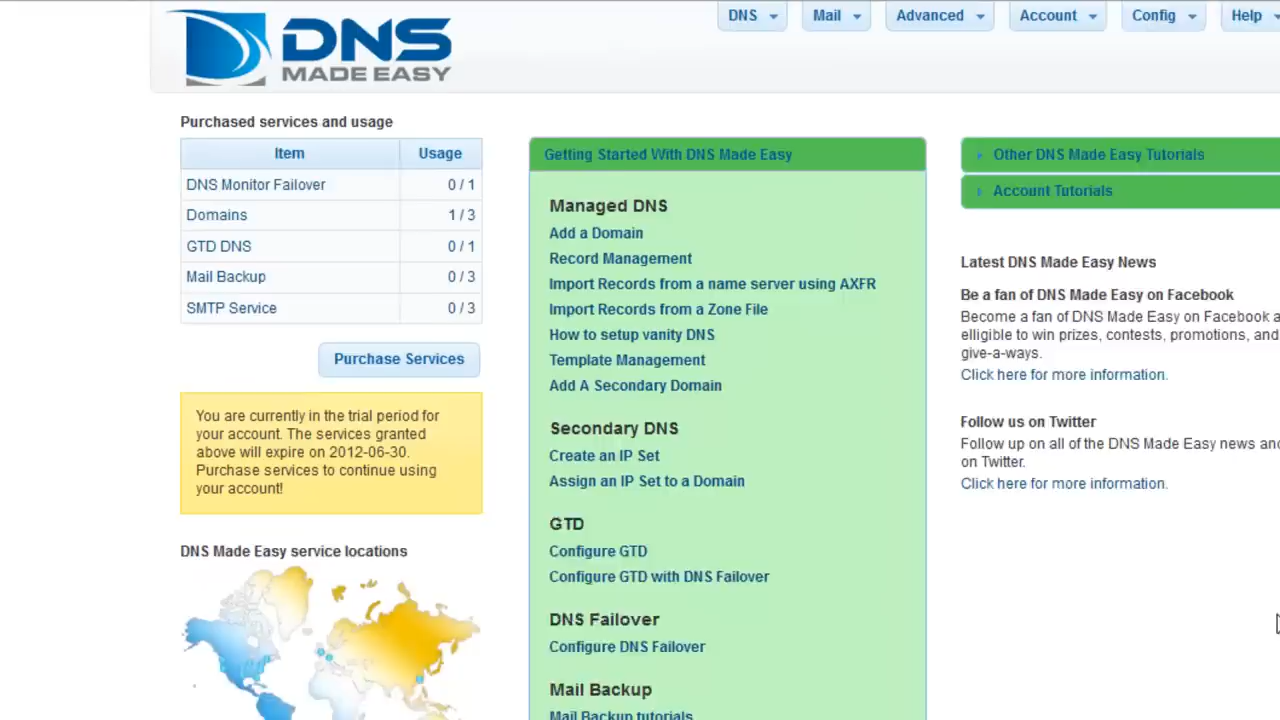 DNS
Mail
Advanced
Account
Config
Help
DNS
MADE EASY
Purchased services and usage
Item Usage
DNS Monitor Failover 0 / 1
Domains 1 / 3
GTD DNS 0 / 1
Mail Backup 0 / 3
SMTP Service 0 / 3
Purchase Services
You are currently in the trial period for
your account. The services granted
above will expire on 2012-06-30.
Purchase services to continue using
your account!
DNS Made Easy service locations
Getting Started With DNS Made Easy
Managed DNS
Add a Domain
Record Management
Import Records from a name server using AXFR
Import Records from a Zone File
How to setup vanity DNS
Template Management
Add A Secondary Domain
Secondary DNS
Create an IP Set
Assign an IP Set to a Domain
GTD
Configure GTD
Configure GTD with DNS Failover
DNS Failover
Configure DNS Failover
Mail Backup
Mail Backup tutorials
Other DNS Made Easy Tutorials
Account Tutorials
Latest DNS Made Easy News
Be a fan of DNS Made Easy on Facebook
Become a fan of DNS Made Easy on Facebook a
elligible to win prizes, contests, promotions, and
give-a-ways.
Click here for more information.
Follow us on Twitter
Follow up on all of the DNS Made Easy news and
on Twitter.
Click here for more information.